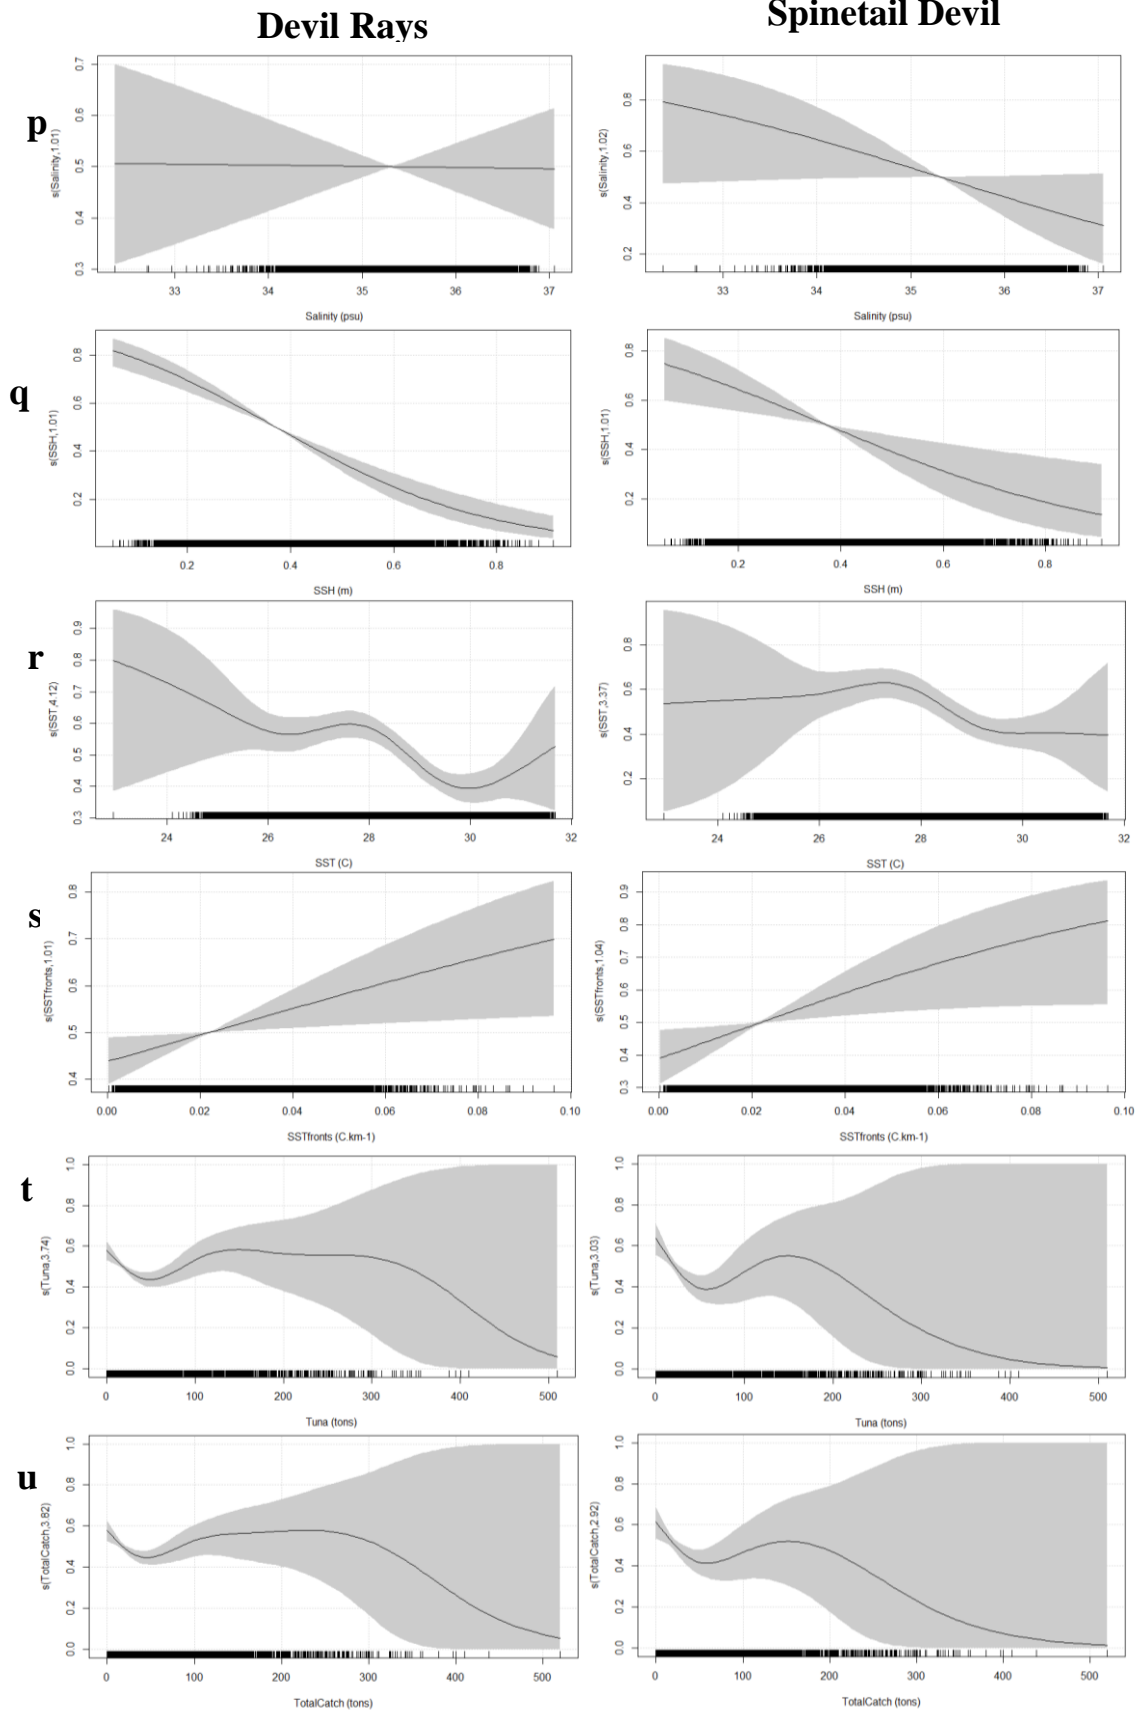 Devil Rays
Spinetail Devil
p
s(Salinity,1.01)
0.7
0.6
0.5
0.4
0.3
33 34 35 36 37
Salinity (psu)
s(Salinity,1.02)
0.8
0.6
0.4
0.2
33 34 35 36 37
Salinity (psu)
q
s(SSH,1.01)
0.8
0.6
0.4
0.2
0.2 0.4 0.6 0.8
SSH (m)
s(SSH,1.01)
0.8
0.6
0.4
0.2
0.2 0.4 0.6 0.8
SSH (m)
r
s(SST,4.12)
0.9
0.8
0.7
0.6
0.5
0.4
0.3
24 26 28 30 32
SST (C)
s(SST,3.37)
0.8
0.6
0.4
0.2
24 26 28 30 32
SST (C)
s
s(SSTfronts,1.01)
0.8
0.7
0.6
0.5
0.4
0.00 0.02 0.04 0.06 0.08 0.10
SSTfronts (C.km-1)
s(SSTfronts,1.04)
0.9
0.8
0.7
0.6
0.5
0.4
0.3
0.00 0.02 0.04 0.06 0.08 0.10
SSTfronts (C.km-1)
t
s(Tuna,3.74)
1.0
0.8
0.6
0.4
0.2
0.0
0 100 200 300 400 500
Tuna (tons)
s(Tuna,3.03)
1.0
0.8
0.6
0.4
0.2
0.0
0 100 200 300 400 500
Tuna (tons)
u
s(TotalCatch,3.82)
1.0
0.8
0.6
0.4
0.2
0.0
0 100 200 300 400 500
TotalCatch (tons)
s(TotalCatch,2.92)
1.0
0.8
0.6
0.4
0.2
0.0
0 100 200 300 400 500
TotalCatch (tons)